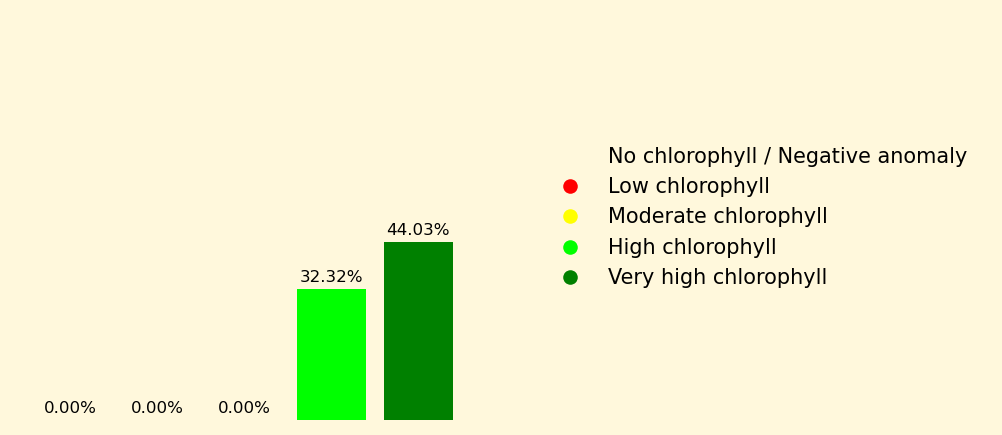 No chlorophyll / Negative anomaly
Low chlorophyll
Moderate chlorophyll
High chlorophyll
Very high chlorophyll
44.03%
32.32%
0.00% 0.00% 0.00%